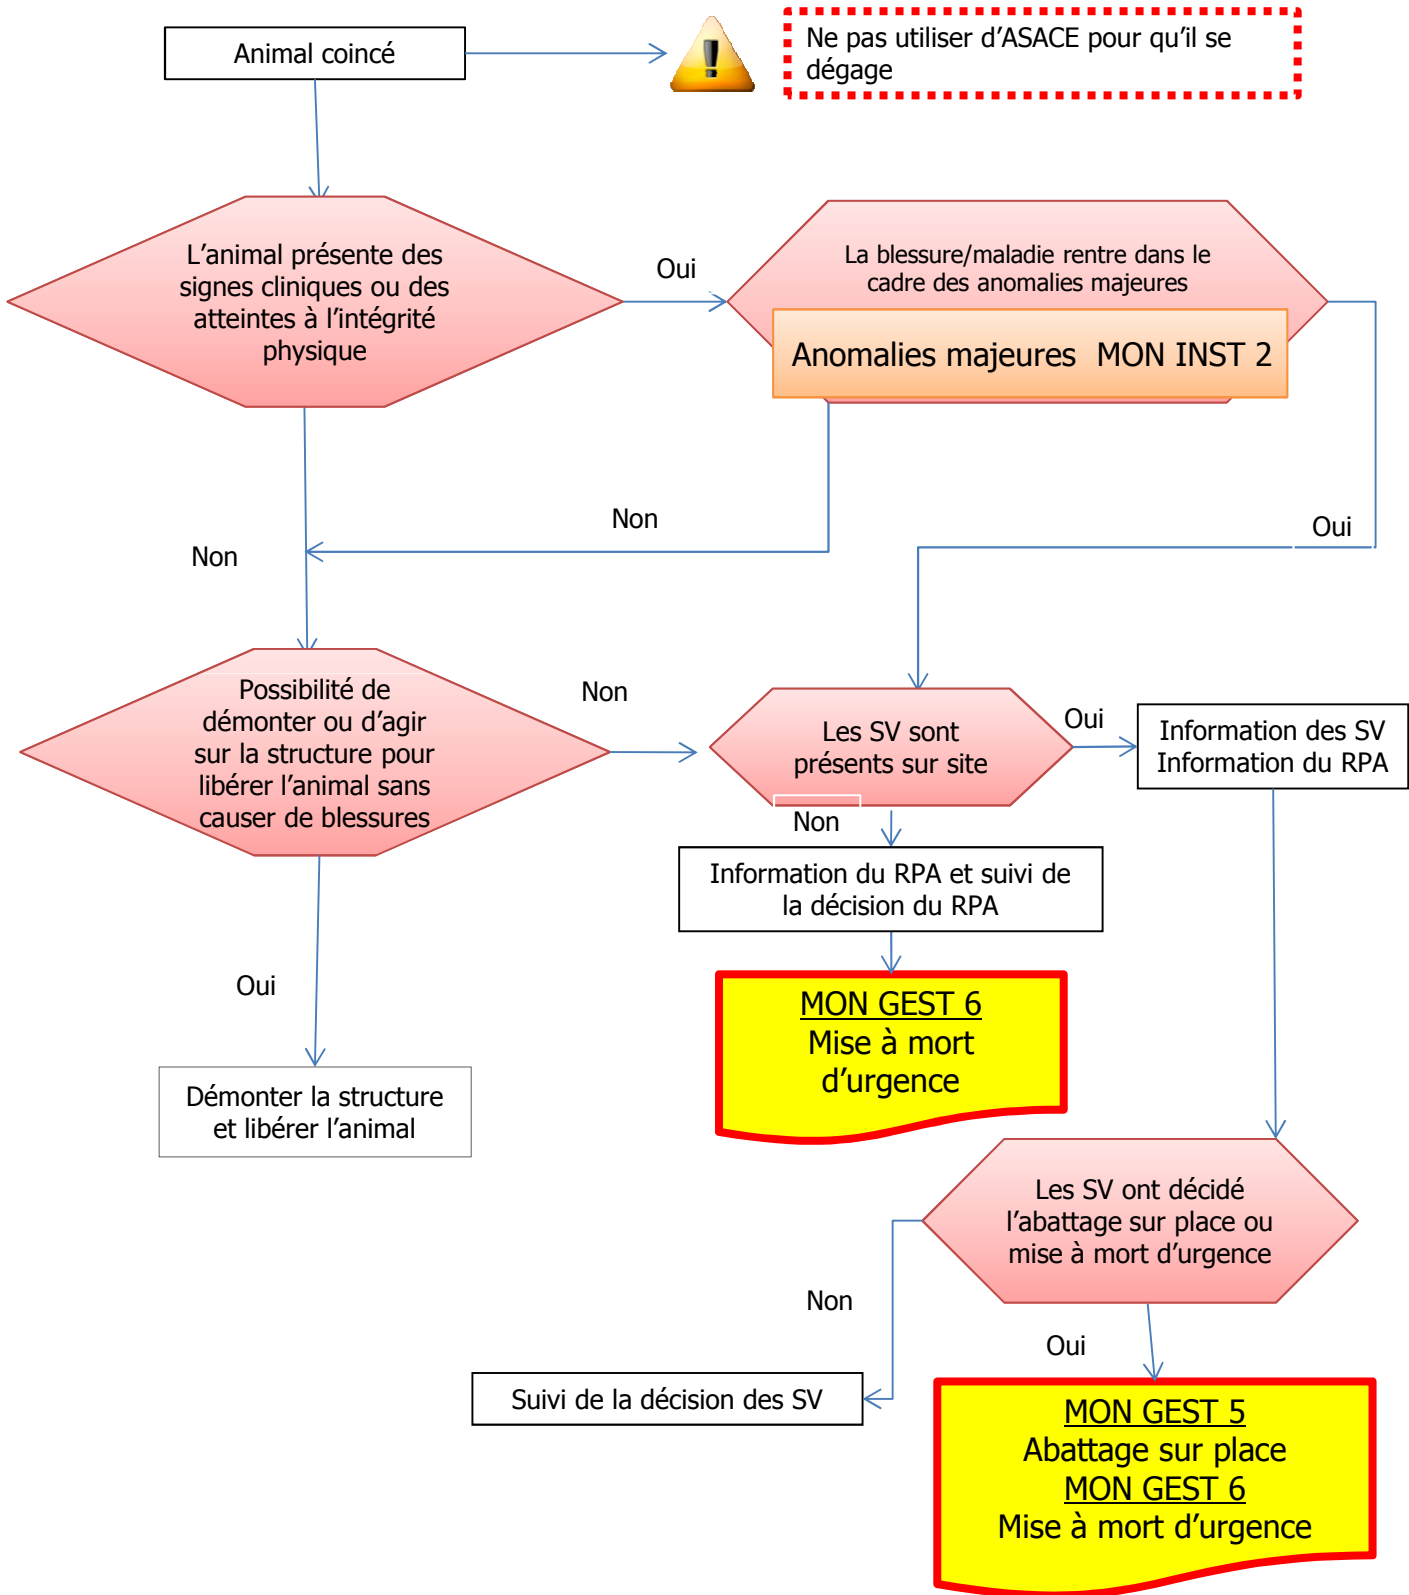 Animal coincé
Ne pas utiliser d’ASACE pour qu’il se
dégage
L’animal présente des
signes cliniques ou des
atteintes à l’intégrité
physique
Oui
La blessure/maladie rentre dans le
cadre des anomalies majeures
Anomalies majeures MON INST 2
Non
Non
Oui
Possibilité de
démonter ou d’agir
sur la structure pour
libérer l’animal sans
causer de blessures
Non
Les SV sont
présents sur site
Oui
Information des SV
Information du RPA
Non
Information du RPA et suivi de
la décision du RPA
MON GEST 6
Mise à mort
d’urgence
Oui
Démonter la structure
et libérer l’animal
Les SV ont décidé
l’abattage sur place ou
mise à mort d’urgence
Non
Oui
Suivi de la décision des SV
MON GEST 5
Abattage sur place
MON GEST 6
Mise à mort d’urgence